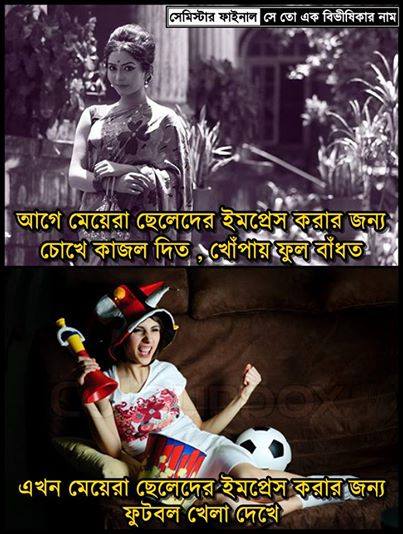 সেমিস্টার ফাইনাল সে তো এক বিভীষিকার নাম
আগে মেয়েরা ছেলেদের ইমপ্রেস করার জন্য
চোখে কাজল দিত , খোঁপায় ফুল বাঁধত
এখন মেয়েরা ছেলেদের ইমপ্রেস করার জন্য
ফুটবল খেলা দেখে